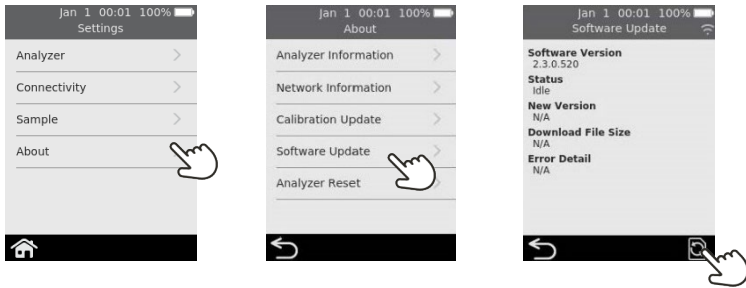 Jan 1 00:01 100%
Settings
Analyzer
Connectivity
Sample
About
Jan 1 00:01 100%
About
Analyzer Information
Network Information
Calibration Update
Software Update
Analyzer Reset
Jan 1 00:01 100%
Software Update
Software Version
2.3.0.520
Status
Idle
New Version
N/A
Download File Size
N/A
Error Detail
N/A